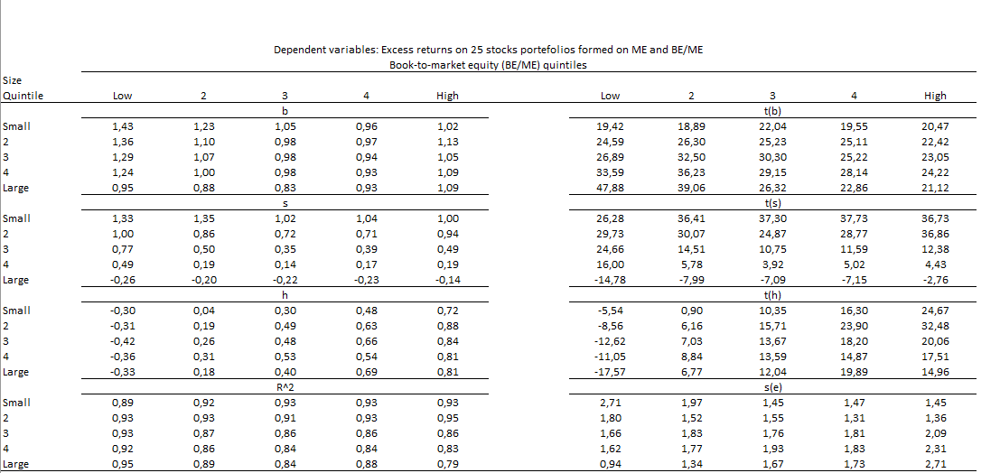 Dependent variables: Excess returns on 25 stocks portefolios formed on ME and BE/ME
Book-to-market equity (BE/ME) quintiles
Size
Quintile Low 2 3 4 High Low 2 3 4 High
b t(b)
Small 1,43 1,23 1,05 0,96 1,02 19,42 18,89 22,04 19,55 20,47
2 1,36 1,10 0,98 0,97 1,13 24,59 26,30 25,23 25,11 22,42
3 1,29 1,07 0,98 0,94 1,05 26,89 32,50 30,30 25,22 23,05
4 1,24 1,00 0,98 0,93 1,09 33,59 36,23 29,15 28,14 24,22
Large 0,95 0,88 0,83 0,93 1,09 47,88 39,06 26,32 22,86 21,12
s t(s)
Small 1,33 1,35 1,02 1,04 1,00 26,28 36,41 37,30 37,73 36,73
2 1,00 0,86 0,72 0,71 0,94 29,73 30,07 24,87 28,77 36,86
3 0,77 0,50 0,35 0,39 0,49 24,66 14,51 10,75 11,59 12,38
4 0,49 0,19 0,14 0,17 0,19 16,00 5,78 3,92 5,02 4,43
Large -0,26 -0,20 -0,22 -0,23 -0,14 -14,78 -7,99 -7,09 -7,15 -2,76
h t(h)
Small -0,30 0,04 0,30 0,48 0,72 -5,54 0,90 10,35 16,30 24,67
2 -0,31 0,19 0,49 0,63 0,88 -8,56 6,16 15,71 23,90 32,48
3 -0,42 0,26 0,48 0,66 0,84 -12,62 7,03 13,67 18,20 20,06
4 -0,36 0,31 0,53 0,54 0,81 -11,05 8,84 13,59 14,87 17,51
Large -0,33 0,18 0,40 0,69 0,81 -17,57 6,77 12,04 19,89 14,96
R^2 s(e)
Small 0,89 0,92 0,93 0,93 0,93 2,71 1,97 1,45 1,47 1,45
2 0,93 0,93 0,91 0,93 0,95 1,80 1,52 1,55 1,31 1,36
3 0,93 0,87 0,86 0,86 0,86 1,66 1,83 1,76 1,81 2,09
4 0,92 0,86 0,84 0,84 0,83 1,62 1,77 1,93 1,83 2,31
Large 0,95 0,89 0,84 0,88 0,79 0,94 1,34 1,67 1,73 2,71